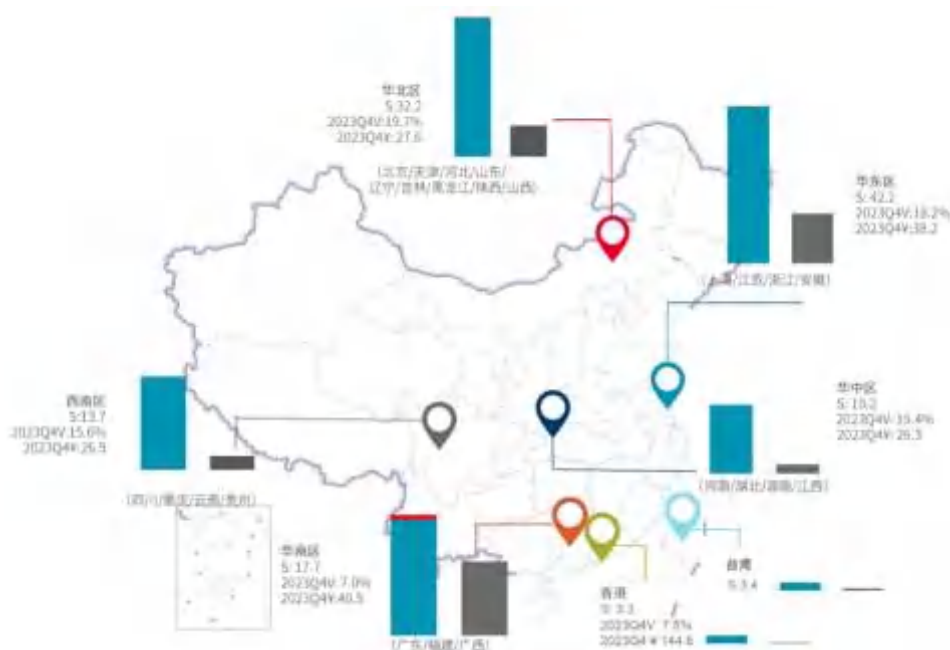 华北区
S:32.2
2023Q4V:19.7%
2023Q4¥:27.6
(北京/天津/河北/山东/
辽宁/吉林/黑龙江/陕西/山西)
华东区
S:42.2
2023Q4V:18.2%
2023Q4¥:38.2
(上海/江苏/浙江/安徽)
西南区
S:13.7
2023Q4V:15.6%
2023Q4¥:26.9
(四川/重庆/云南/贵州)
华中区
S:10.2
2023Q4V:35.4%
2023Q4¥:26.3
(河南/湖北/湖南/江西)
华南区
S:17.7
2023Q4V:7.0%
2023Q4¥:40.5
(广东/福建/广西)
香港
S:3.3
2023Q4V:7.8%
2023Q4¥:144.8
台湾
S:3.4